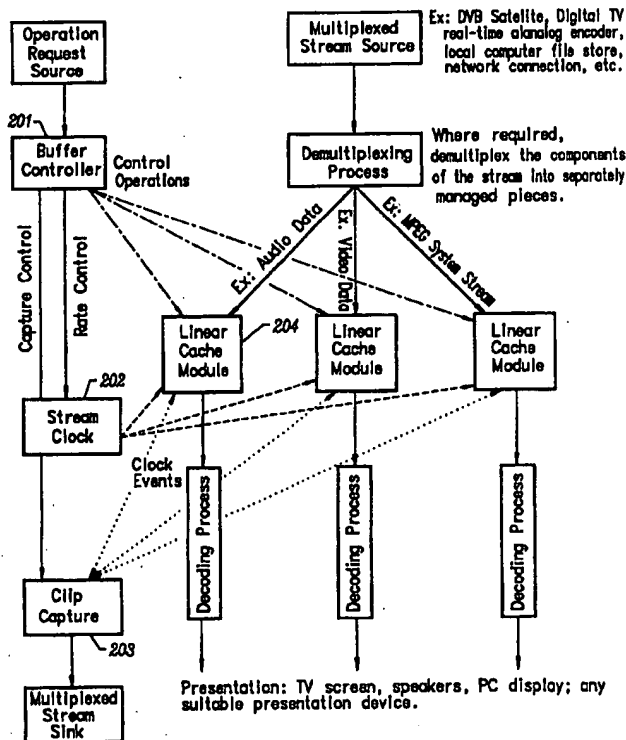 Operation
Request
Source
Multiplexed
Stream Source
Ex: DVB Satellite, Digital TV
real-time alanalog encoder,
local computer file store,
network connection, etc.
201
Buffer
Controller
Control
Operations
Demultiplexing
Process
Where required,
demultiplex the components
of the stream into separately
managed pieces.
Capture Control
Rate Control
Ex: Audio Data
Ex. Video Data
Ex: MPEG System Stream
Linear
Cache
Module
204
Linear
Cache
Module
Linear
Cache
Module
202
Stream
Clock
Clock
Events
Decoding Process
Decoding Process
Decoding Process
Clip
Capture
203
Multiplexed
Stream
Sink
Presentation: TV screen, speakers, PC display; any
suitable presentation device.